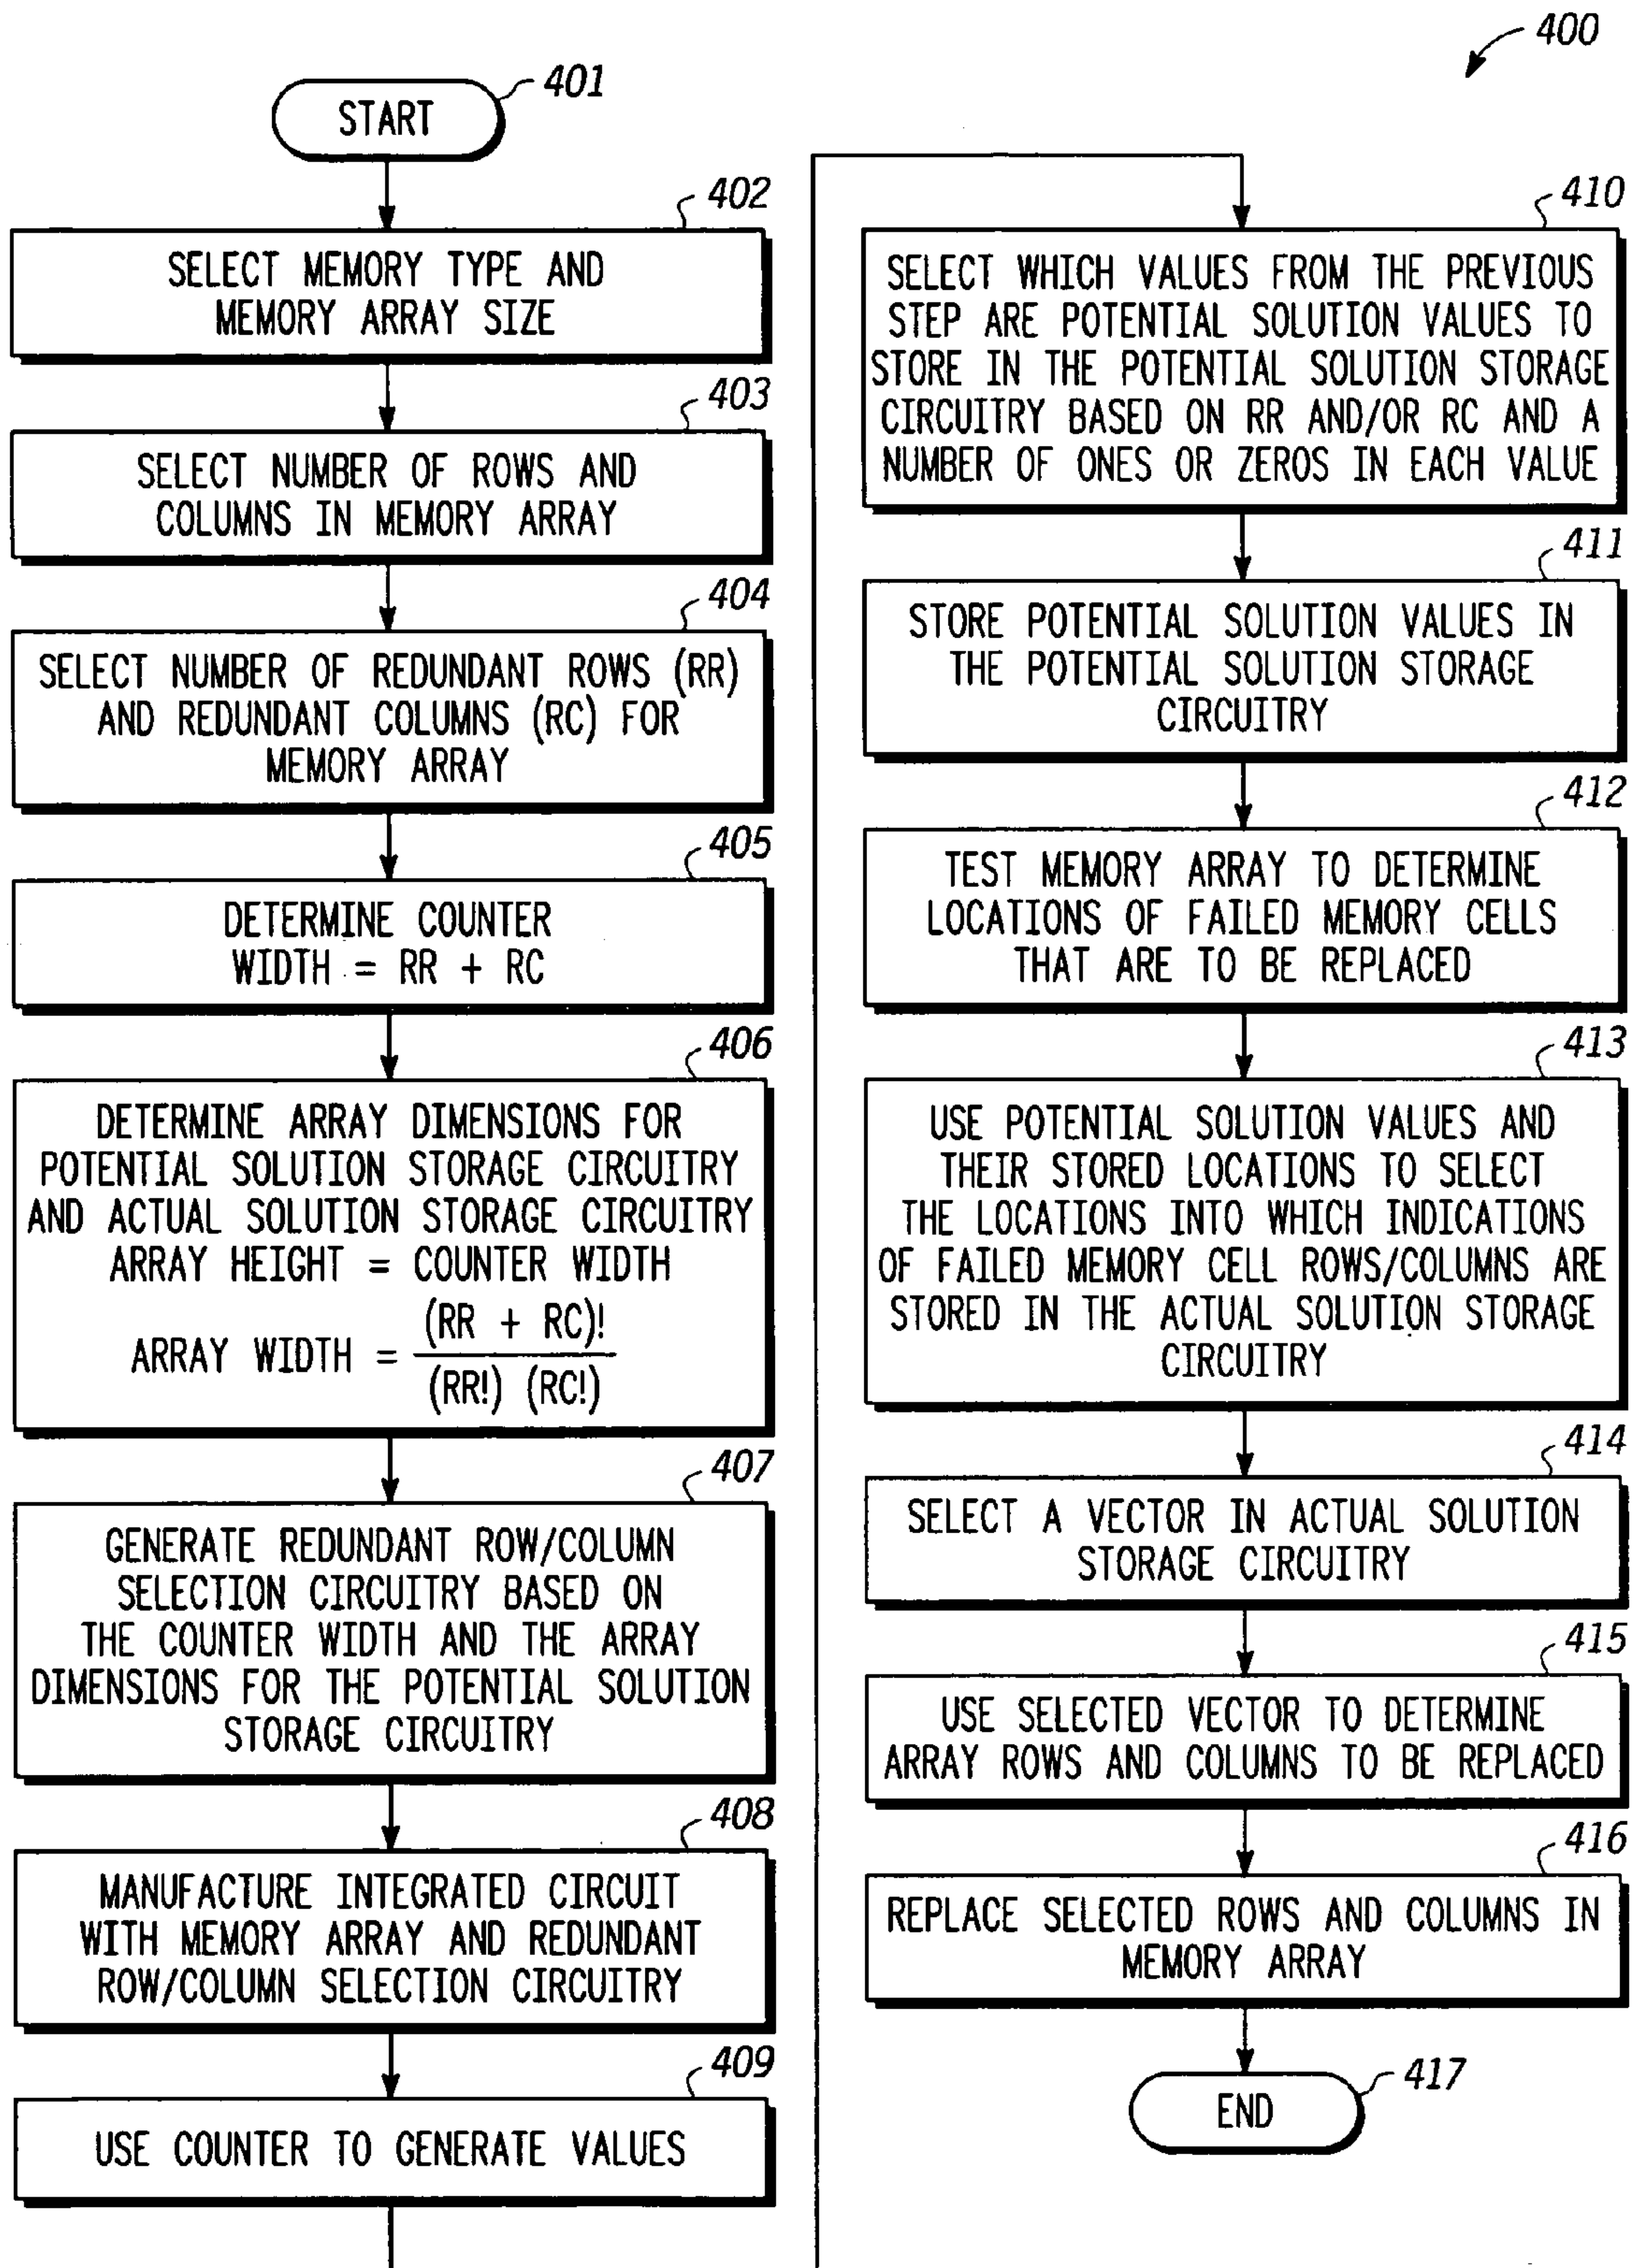 400
401
START
402
SELECT MEMORY TYPE AND
MEMORY ARRAY SIZE
403
SELECT NUMBER OF ROWS AND
COLUMNS IN MEMORY ARRAY
404
SELECT NUMBER OF REDUNDANT ROWS (RR)
AND REDUNDANT COLUMNS (RC) FOR
MEMORY ARRAY
405
DETERMINE COUNTER
WIDTH = RR + RC
406
DETERMINE ARRAY DIMENSIONS FOR
POTENTIAL SOLUTION STORAGE CIRCUITRY
AND ACTUAL SOLUTION STORAGE CIRCUITRY
ARRAY HEIGHT = COUNTER WIDTH
ARRAY WIDTH = (RR + RC)!
(RR!) (RC!)
407
GENERATE REDUNDANT ROW/COLUMN
SELECTION CIRCUITRY BASED ON
THE COUNTER WIDTH AND THE ARRAY
DIMENSIONS FOR THE POTENTIAL SOLUTION
STORAGE CIRCUITRY
408
MANUFACTURE INTEGRATED CIRCUIT
WITH MEMORY ARRAY AND REDUNDANT
ROW/COLUMN SELECTION CIRCUITRY
409
USE COUNTER TO GENERATE VALUES
410
SELECT WHICH VALUES FROM THE PREVIOUS
STEP ARE POTENTIAL SOLUTION VALUES TO
STORE IN THE POTENTIAL SOLUTION STORAGE
CIRCUITRY BASED ON RR AND/OR RC AND A
NUMBER OF ONES OR ZEROS IN EACH VALUE
411
STORE POTENTIAL SOLUTION VALUES IN
THE POTENTIAL SOLUTION STORAGE
CIRCUITRY
412
TEST MEMORY ARRAY TO DETERMINE
LOCATIONS OF FAILED MEMORY CELLS
THAT ARE TO BE REPLACED
413
USE POTENTIAL SOLUTION VALUES AND
THEIR STORED LOCATIONS TO SELECT
THE LOCATIONS INTO WHICH INDICATIONS
OF FAILED MEMORY CELL ROWS/COLUMNS ARE
STORED IN THE ACTUAL SOLUTION STORAGE
CIRCUITRY
414
SELECT A VECTOR IN ACTUAL SOLUTION
STORAGE CIRCUITRY
415
USE SELECTED VECTOR TO DETERMINE
ARRAY ROWS AND COLUMNS TO BE REPLACED
416
REPLACE SELECTED ROWS AND COLUMNS IN
MEMORY ARRAY
417
END